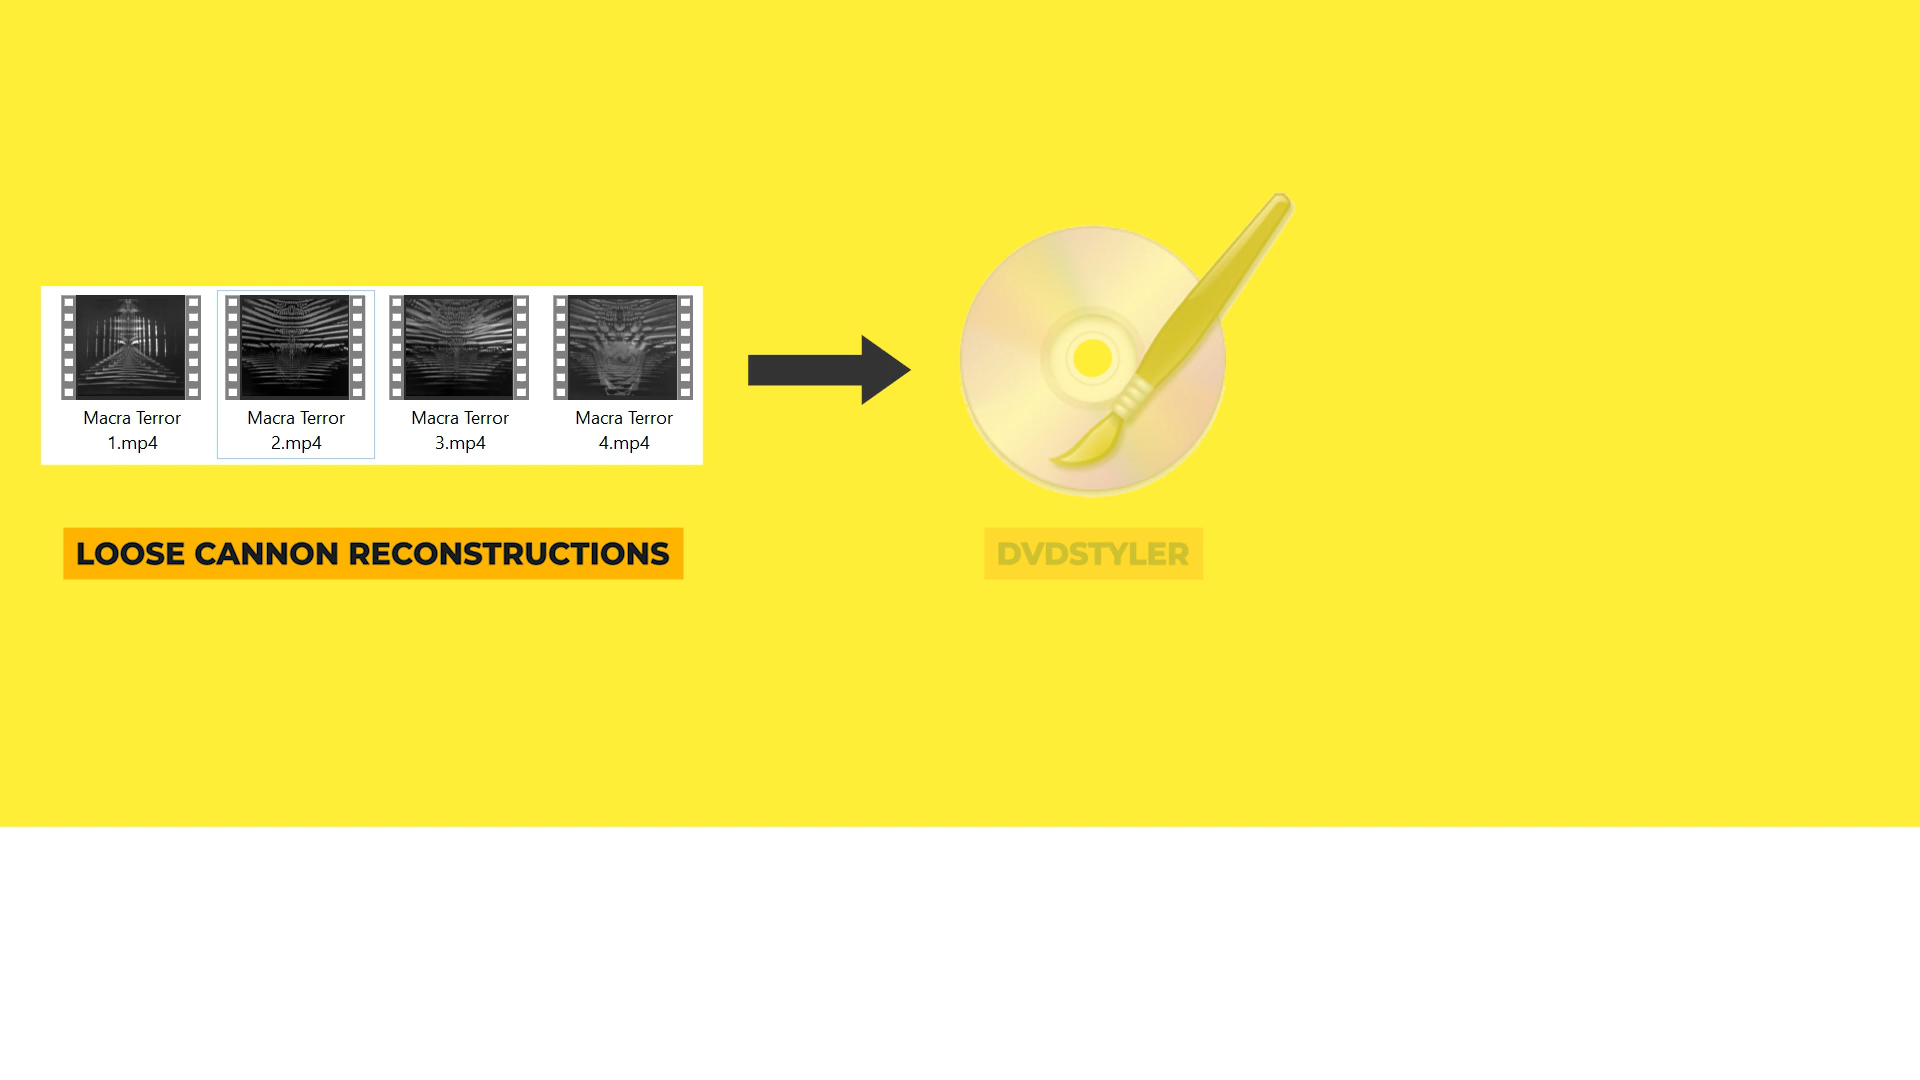 Macra Terror
1.mp4
Macra Terror
2.mp4
Macra Terror
3.mp4
Macra Terror
4.mp4
LOOSE CANNON RECONSTRUCTIONS
DVDSTYLER